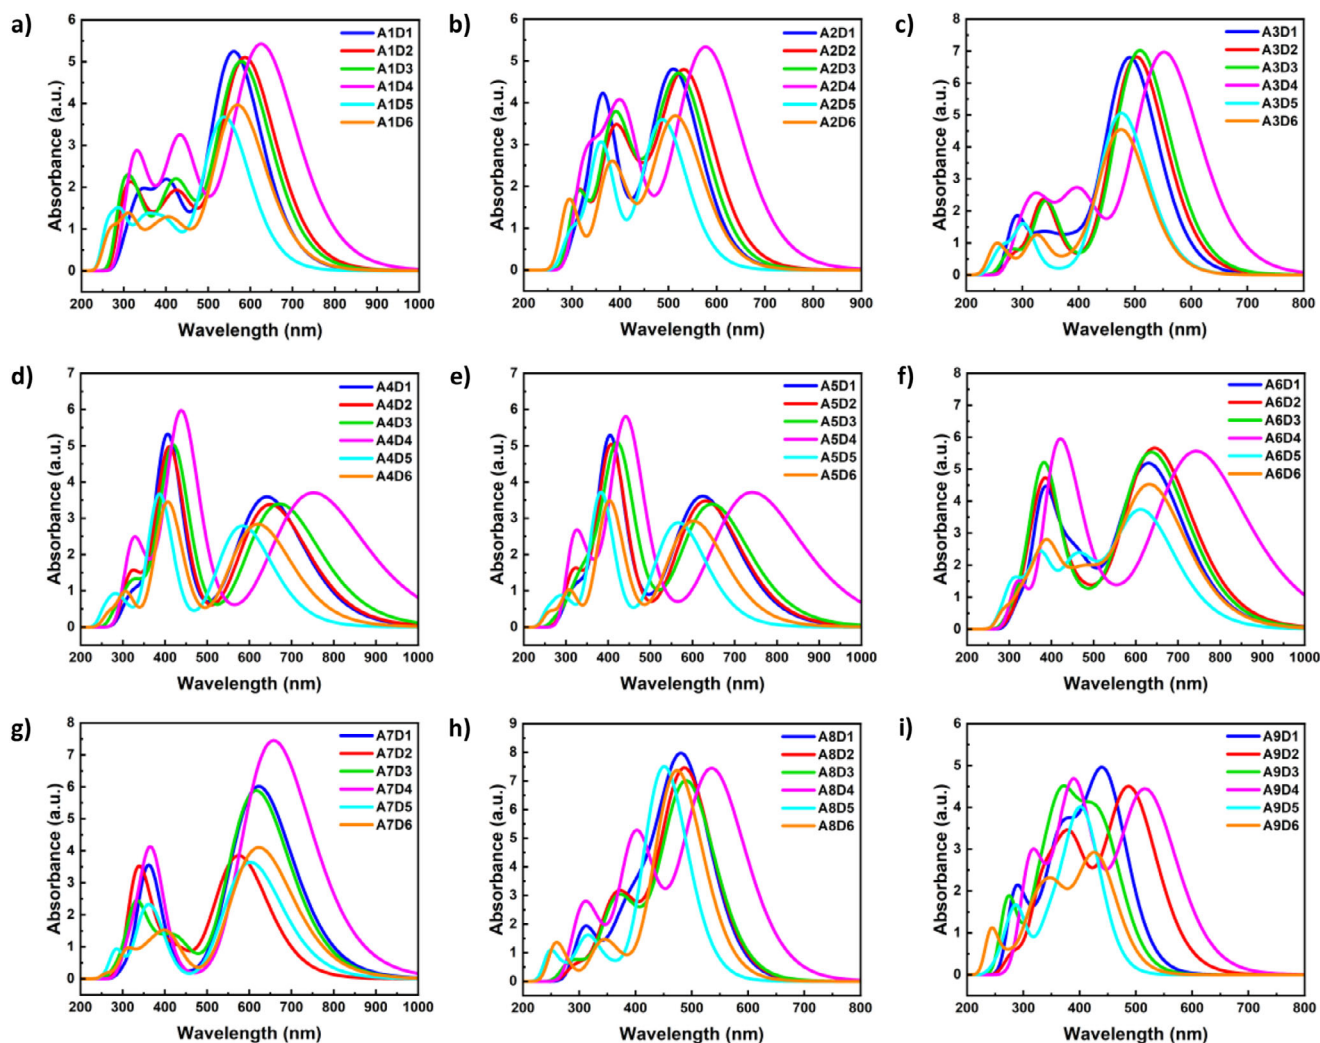 a)
6
5
4
3
2
1
0
Absorbance (a.u.)
200 300 400 500 600 700 800 900 1000
Wavelength (nm)
A1D1
A1D2
A1D3
A1D4
A1D5
A1D6
b)
6
5
4
3
2
1
0
Absorbance (a.u.)
200 300 400 500 600 700 800 900
Wavelength (nm)
A2D1
A2D2
A2D3
A2D4
A2D5
A2D6
c)
8
7
6
5
4
3
2
1
0
Absorbance (a.u.)
200 300 400 500 600 700 800
Wavelength (nm)
A3D1
A3D2
A3D3
A3D4
A3D5
A3D6
d)
7
6
5
4
3
2
1
0
Absorbance (a.u.)
200 300 400 500 600 700 800 900 1000
Wavelength (nm)
A4D1
A4D2
A4D3
A4D4
A4D5
A4D6
e)
7
6
5
4
3
2
1
0
Absorbance (a.u.)
200 300 400 500 600 700 800 900 1000
Wavelength (nm)
A5D1
A5D2
A5D3
A5D4
A5D5
A5D6
f)
8
7
6
5
4
3
2
1
0
Absorbance (a.u.)
200 300 400 500 600 700 800 900 1000
Wavelength (nm)
A6D1
A6D2
A6D3
A6D4
A6D5
A6D6
g)
8
7
6
5
4
3
2
1
0
Absorbance (a.u.)
200 300 400 500 600 700 800 900 1000
Wavelength (nm)
A7D1
A7D2
A7D3
A7D4
A7D5
A7D6
h)
9
8
7
6
5
4
3
2
1
0
Absorbance (a.u.)
200 300 400 500 600 700 800
Wavelength (nm)
A8D1
A8D2
A8D3
A8D4
A8D5
A8D6
i)
6
5
4
3
2
1
0
Absorbance (a.u.)
200 300 400 500 600 700 800
Wavelength (nm)
A9D1
A9D2
A9D3
A9D4
A9D5
A9D6